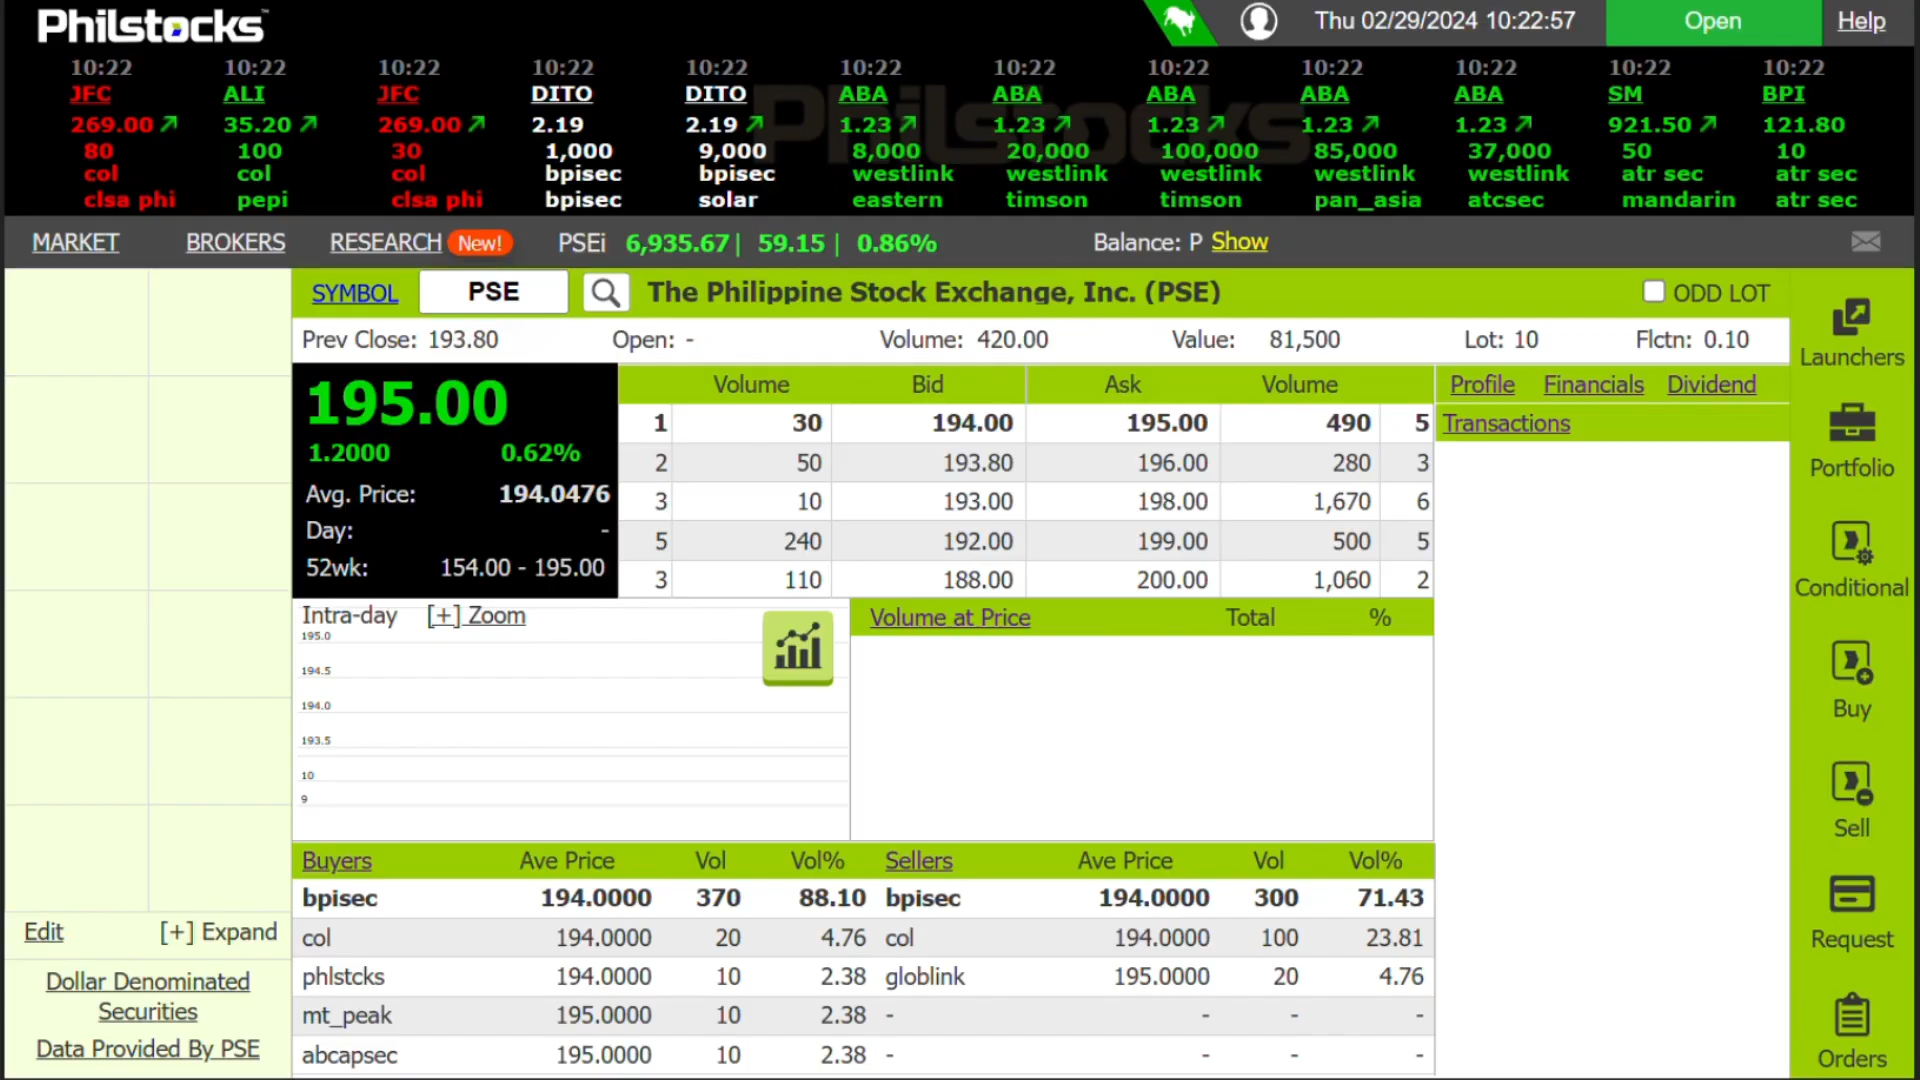 Philstocks™
Thu 02/29/2024 10:22:57 Open Help
10:22 10:22 10:22 10:22 10:22 10:22 10:22 10:22 10:22 10:22 10:22 10:22
JFC ALI JFC DITO DITO ABA ABA ABA ABA ABA SM BPI
269.00 35.20 269.00 2.19 2.19 1.23 1.23 1.23 1.23 1.23 921.50 121.80
80 100 30 1,000 9,000 8,000 20,000 100,000 85,000 37,000 50 10
col col col bpisec bpisec westlink westlink westlink westlink westlink atr sec atr sec
clsa phi pepi clsa phi bpisec solar eastern timson timson pan_asia atcsec mandarin atr sec
Philstocks
MARKET BROKERS RESEARCH New! PSEi 6,935.67| 59.15 | 0.86% Balance: P Show
SYMBOL PSE The Philippine Stock Exchange, Inc. (PSE) ODD LOT
Prev Close: 193.80 Open: - Volume: 420.00 Value: 81,500 Lot: 10 Flctn: 0.10
195.00
1.2000 0.62%
Avg. Price: 194.0476
Day: -
52wk: 154.00 - 195.00
Volume Bid Ask Volume
1 30 194.00 195.00 490 5
2 50 193.80 196.00 280 3
3 10 193.00 198.00 1,670 6
5 240 192.00 199.00 500 5
3 110 188.00 200.00 1,060 2
Profile Financials Dividend
Transactions
Intra-day [+] Zoom
195.0
194.5
194.0
193.5
10
9
Volume at Price Total %
Buyers Ave Price Vol Vol% Sellers Ave Price Vol Vol%
bpisec 194.0000 370 88.10 bpisec 194.0000 300 71.43
col 194.0000 20 4.76 col 194.0000 100 23.81
phlstcks 194.0000 10 2.38 globlink 195.0000 20 4.76
mt_peak 195.0000 10 2.38 - - - -
abcapsec 195.0000 10 2.38 - - - -
Edit [+] Expand
Dollar Denominated
Securities
Data Provided By PSE
Launchers
Portfolio
Conditional
Buy
Sell
Request
Orders